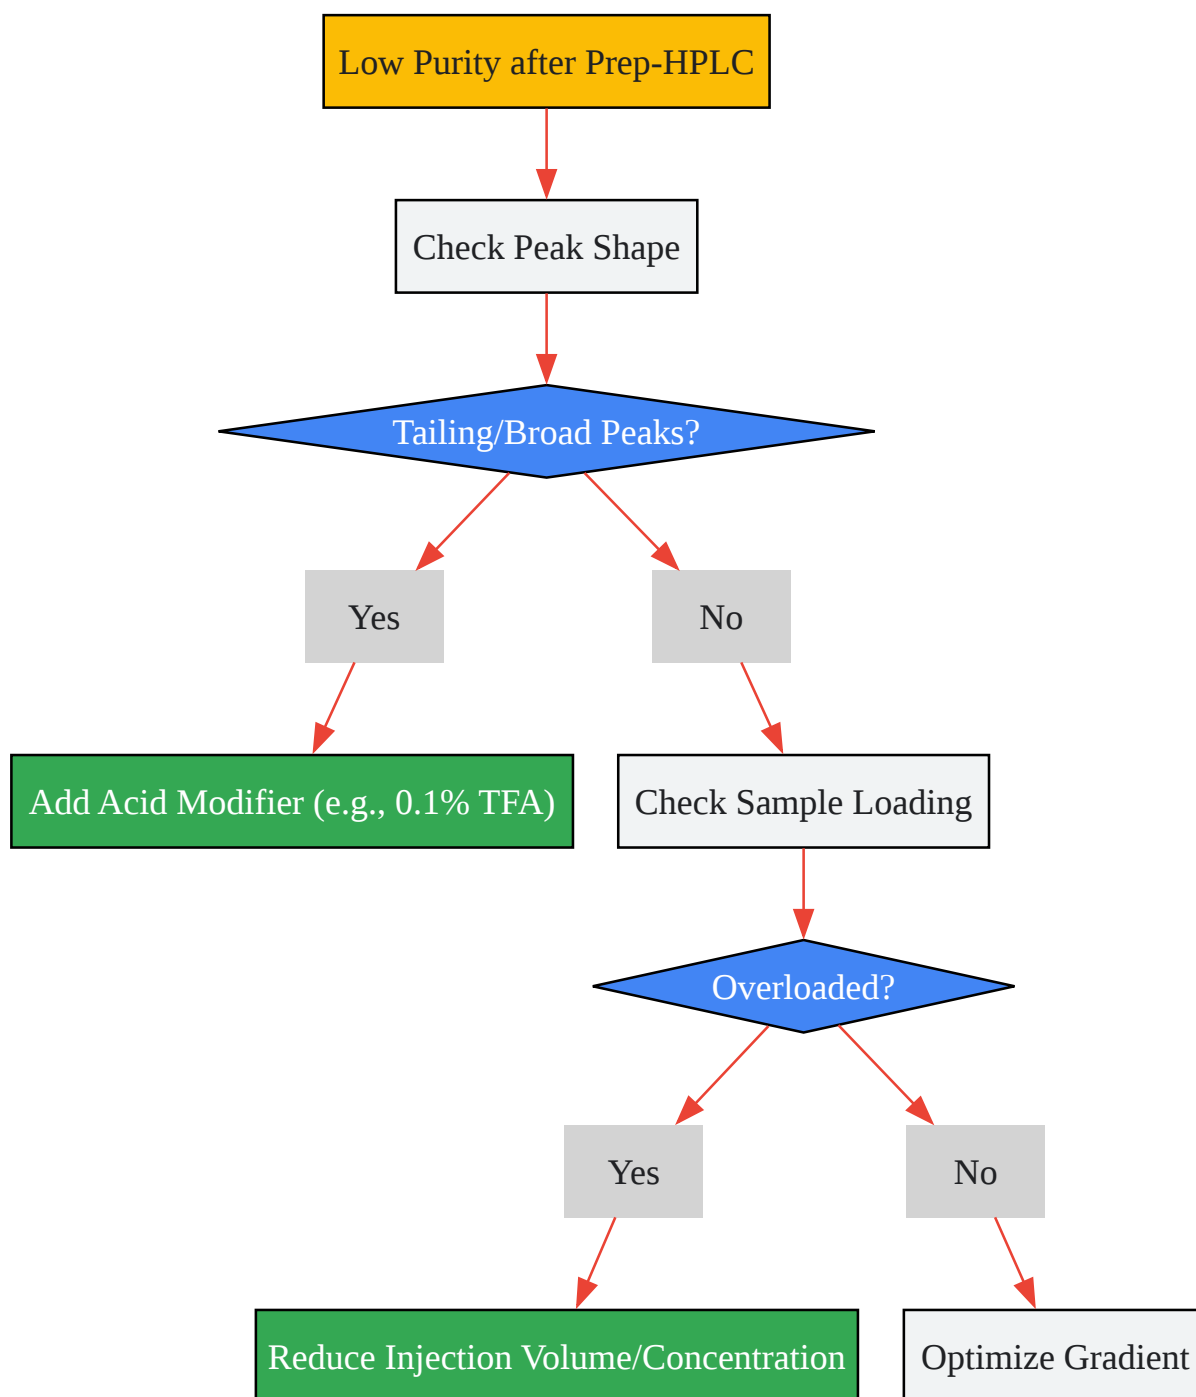 Low Purity after Prep-HPLC
Check Peak Shape
Tailing/Broad Peaks?
Yes
No
Add Acid Modifier (e.g., 0.1% TFA)
Check Sample Loading
Overloaded?
Yes
No
Reduce Injection Volume/Concentration
Optimize Gradient